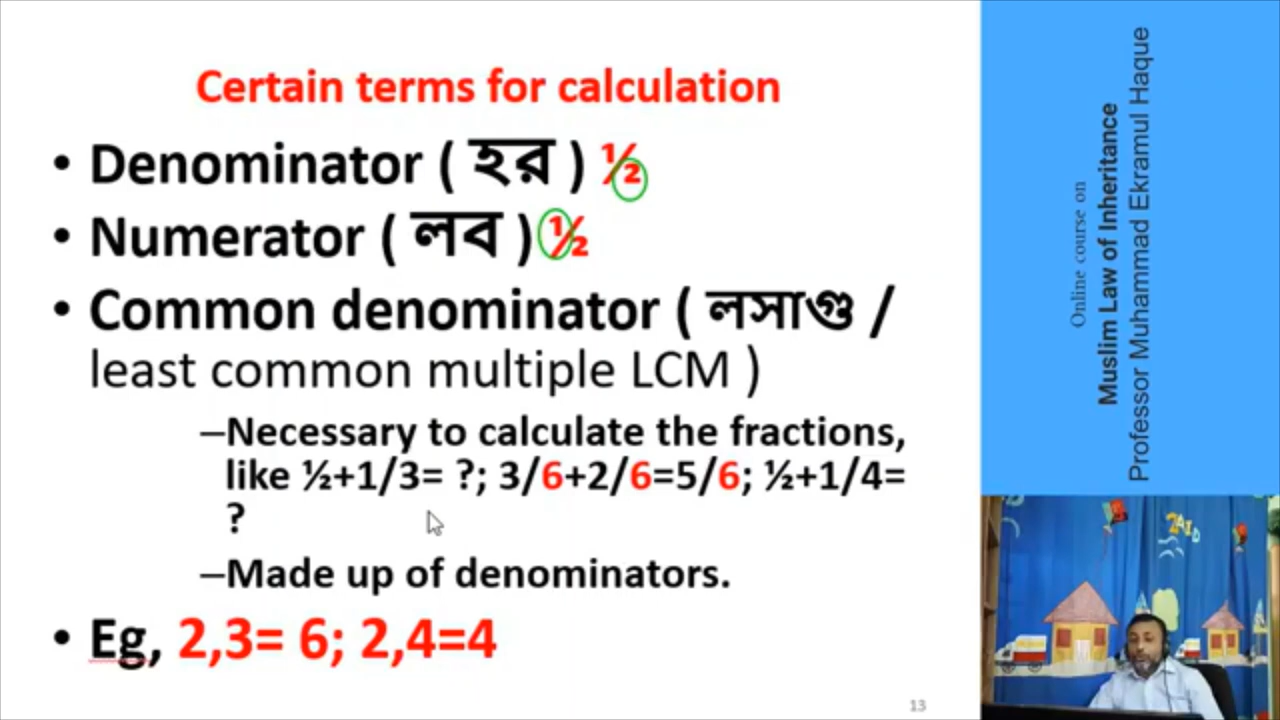 Certain terms for calculation
• Denominator ( হর ) ½
• Numerator ( লব ) ½
• Common denominator ( লসাগু /
least common multiple LCM )
–Necessary to calculate the fractions,
like ½+1/3= ?; 3/6+2/6=5/6; ½+1/4=
?
–Made up of denominators.
• Eg, 2,3= 6; 2,4=4
13
Online course on
Muslim Law of Inheritance
Professor Muhammad Ekramul Haque